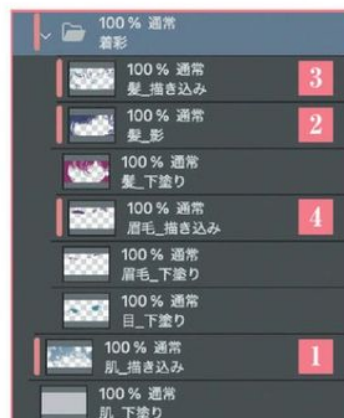 100 % 通常
着彩
100 % 通常
髪_描き込み
3
100 % 通常
髪_影
2
100 % 通常
髪_下塗り
100 % 通常
眉毛_描き込み
4
100 % 通常
眉毛_下塗り
100 % 通常
目_下塗り
100 % 通常
肌_描き込み
1
100 % 通常
肌_下塗り